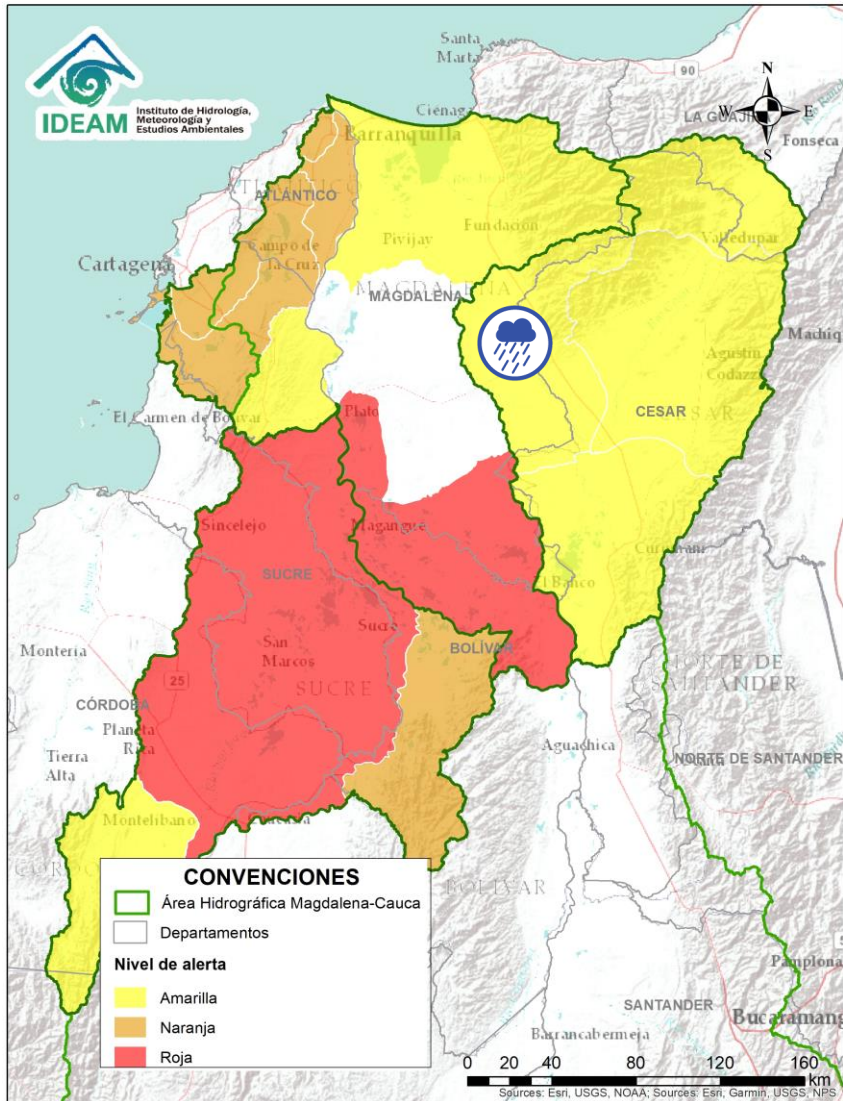 IDEAM
Instituto de Hidrología,
Meteorología y
Estudios Ambientales
Santa
Marta
90
N
W
E
S
LA GUAJIRA
Ciénaga
Fonseca
Barranquilla
ATLÁNTICO
Campo de
la Cruz
Pivijay
Fundación
Valledupar
Cartagena
MAGDALENA
MAGDALENA
Machiq
Agustín
Codazzi
CESAR
El Carmen de Bolívar
Plato
Sincelejo
Magangue
SUCRE
El Banco
Sucre
BOLÍVAR
Montería
San
Marcos
SUCRE
25
NORTE DE
SANTANDER
CÓRDOBA
Planeta
Rica
Tierra
Alta
Aguachica
NORTE DE SANTANDER
Montelíbano
BOLÍVAR
CONVENCIONES
Área Hidrográfica Magdalena-Cauca
Departamentos
Nivel de alerta
Amarilla
Naranja
Roja
Pamplona
SANTANDER
Bucaramang
Barrancabermeja
0 20 40 80 120 160
Km
Sources: Esri, USGS, NOAA; Sources: Esri, Garmin, USGS, NPS